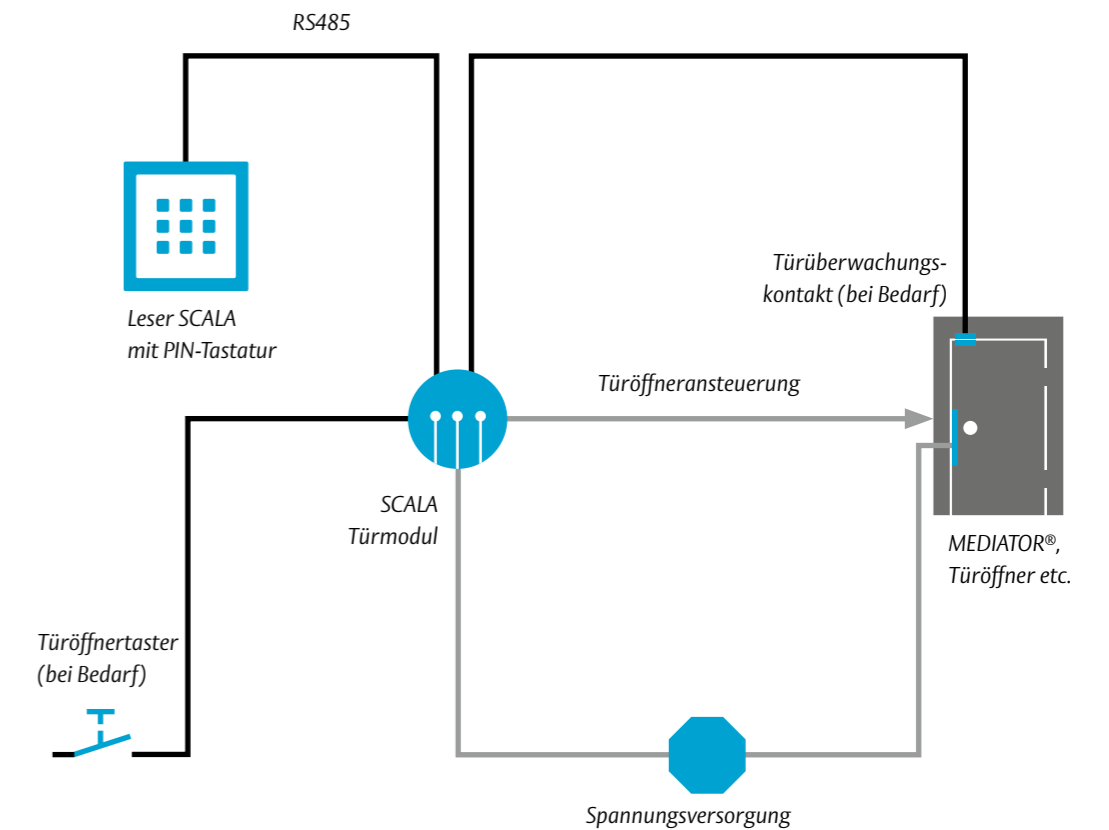 RS485
Türüberwachungs-
kontakt (bei Bedarf)
Leser SCALA
mit PIN-Tastatur
Türöffneransteuerung
SCALA
Türmodul
MEDIATOR®,
Türöffner etc.
Türöffnertaster
(bei Bedarf)
Spannungsversorgung